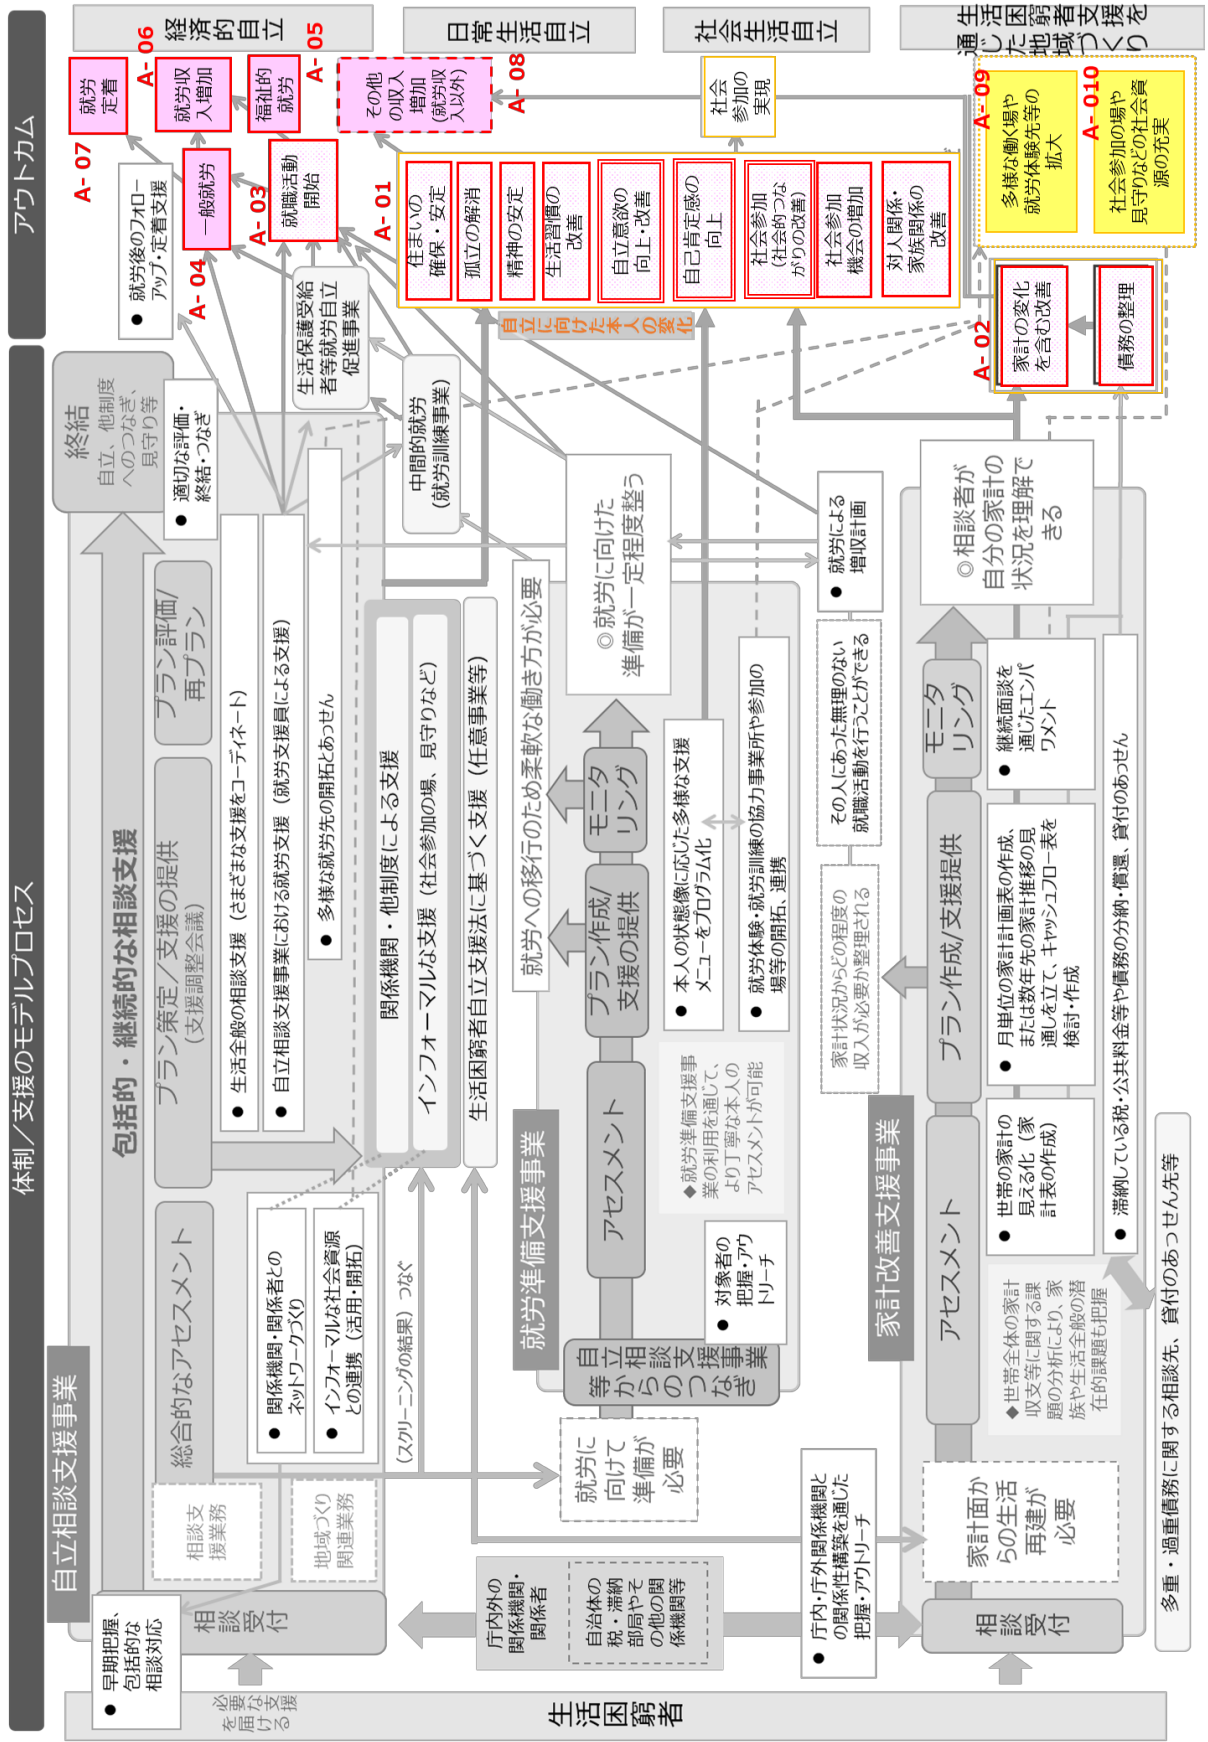 体制／支援のモデルプロセス
アウトカム
生活困窮者
必要な支援
を届
ける
● 早期把握、
包括的な
相談対応
自立相談支援事業
相談
受付
包括的・継続的な相談支援
相談支
援業務
地域づくり
関連業務
総合的なアセスメント
プラン策定／支援の提供
（支援調整会議）
プラン評価/
再プラン
終結
自立、他制度
へのつなぎ、
見守り等
● 適切な評価・
終結・つなぎ
● 関係機関・関係者との
ネットワークづくり
● インフォーマルな社会資源
との連携（活用・開拓）
● 生活全般の相談支援（さまざまな支援をコーディネート）
● 自立相談支援事業における就労支援（就労支援員による支援）
● 多様な就労先の開拓とあっせん
関係機関・他制度による支援
インフォーマルな支援（社会参加の場、見守りなど）
生活困窮者自立支援法に基づく支援（任意事業等）
（スクリーニングの結果）つなぐ
庁内外の
関係機関・
関係者
自治体の
税・滞納
部局やそ
の他の関
係機関等
就労に
向けて
準備が
必要
就労準備支援事業
自立相談支援事業
等からのつなぎ
● 対象者の
把握・アウ
トリーチ
アセスメント
プラン作成/
支援の提供
モニタ
リング
就労への移行のため柔軟な働き方が必要
◆就労準備支援事
業の利用を通じて、
より丁寧な本人の
アセスメントが可能
● 本人の状態像に応じた多様な支援
メニューをプログラム化
● 就労体験・就労訓練の協力事業所や参加の
場等の開拓、連携
◎就労に向けた
準備が一定程度整う
中間的就労
（就労訓練事業）
生活保護受給
者等就労自立
促進事業
● 就労による
増収計画
その人にあった無理のない
就職活動を行うことができる
家計状況からどの程度の
収入が必要か整理される
● 庁内・庁外関係機関と
の関係性構築を通じた
把握・アウトリーチ
家計面か
らの生活
再建が
必要
家計改善支援事業
相談
受付
アセスメント
プラン作成/支援提供
モニタ
リング
◆世帯全体の家計
収支等に関する課
題の分析により、家
族や生活全般の潜
在的課題も把握
● 世帯の家計の
見える化（家
計表の作成）
● 月単位の家計計画表の作成、
または数年先の家計推移の見
通しを立て、キャッシュフロー表を
検討・作成
● 継続面談を
通じたエンパ
ワメント
● 滞納している税・公共料金等や債務の分納・償還、貸付のあっせん
◎相談者が
自分の家計の
状況を理解で
きる
多重・過重債務に関する相談先、貸付のあっせん先等
経済的自立
日常生活自立
社会生活自立
生活困窮者支援を
通じた地域づくり
● 就労後のフォロー
アップ・定着支援
A- 07
就労
定着
A- 06
就労収
入増加
A- 05
福祉的
就労
A- 04
一般就労
A- 03
就職活動
開始
A- 08
その他
の収入
増加
（就労収
入以外）
A- 01
住まいの
確保・安定
孤立の解消
精神の安定
生活習慣の
改善
自立意欲の
向上・改善
自己肯定感の
向上
社会参加
（社会的つな
がりの改善）
社会参加
機会の増加
対人関係・
家族関係の
改善
自立に向けた本人の変化
社会
参加の
実現
A- 02
家計の変化
を含む改善
債務の整理
A- 09
多様な働く場や
就労体験先等の
拡大
A- 010
社会参加の場や
見守りなどの社会資
源の充実